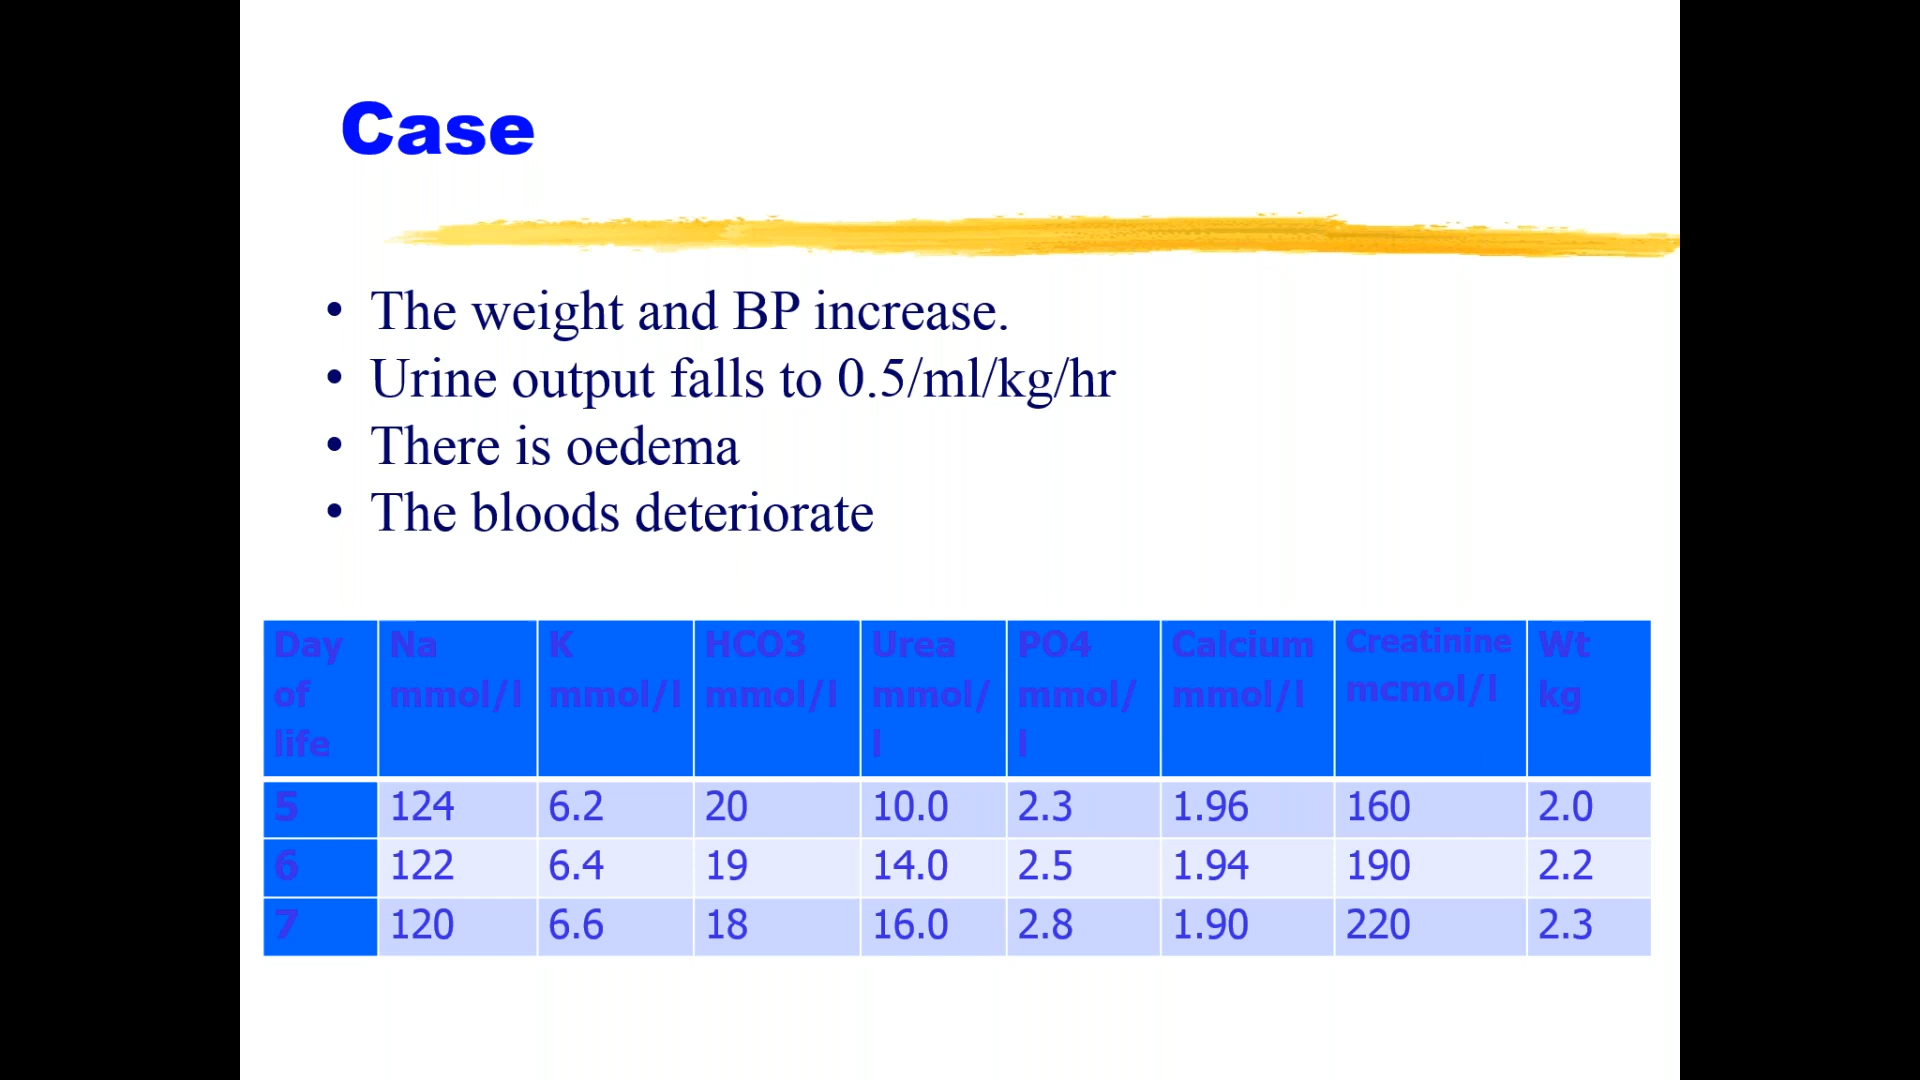 Case
• The weight and BP increase.
• Urine output falls to 0.5/ml/kg/hr
• There is oedema
• The bloods deteriorate
Day of life Na mmol/l K mmol/l HCO3 mmol/l Urea mmol/l PO4 mmol/l Calcium mmol/l Creatinine mcmol/l Wt kg
5 124 6.2 20 10.0 2.3 1.96 160 2.0
6 122 6.4 19 14.0 2.5 1.94 190 2.2
7 120 6.6 18 16.0 2.8 1.90 220 2.3